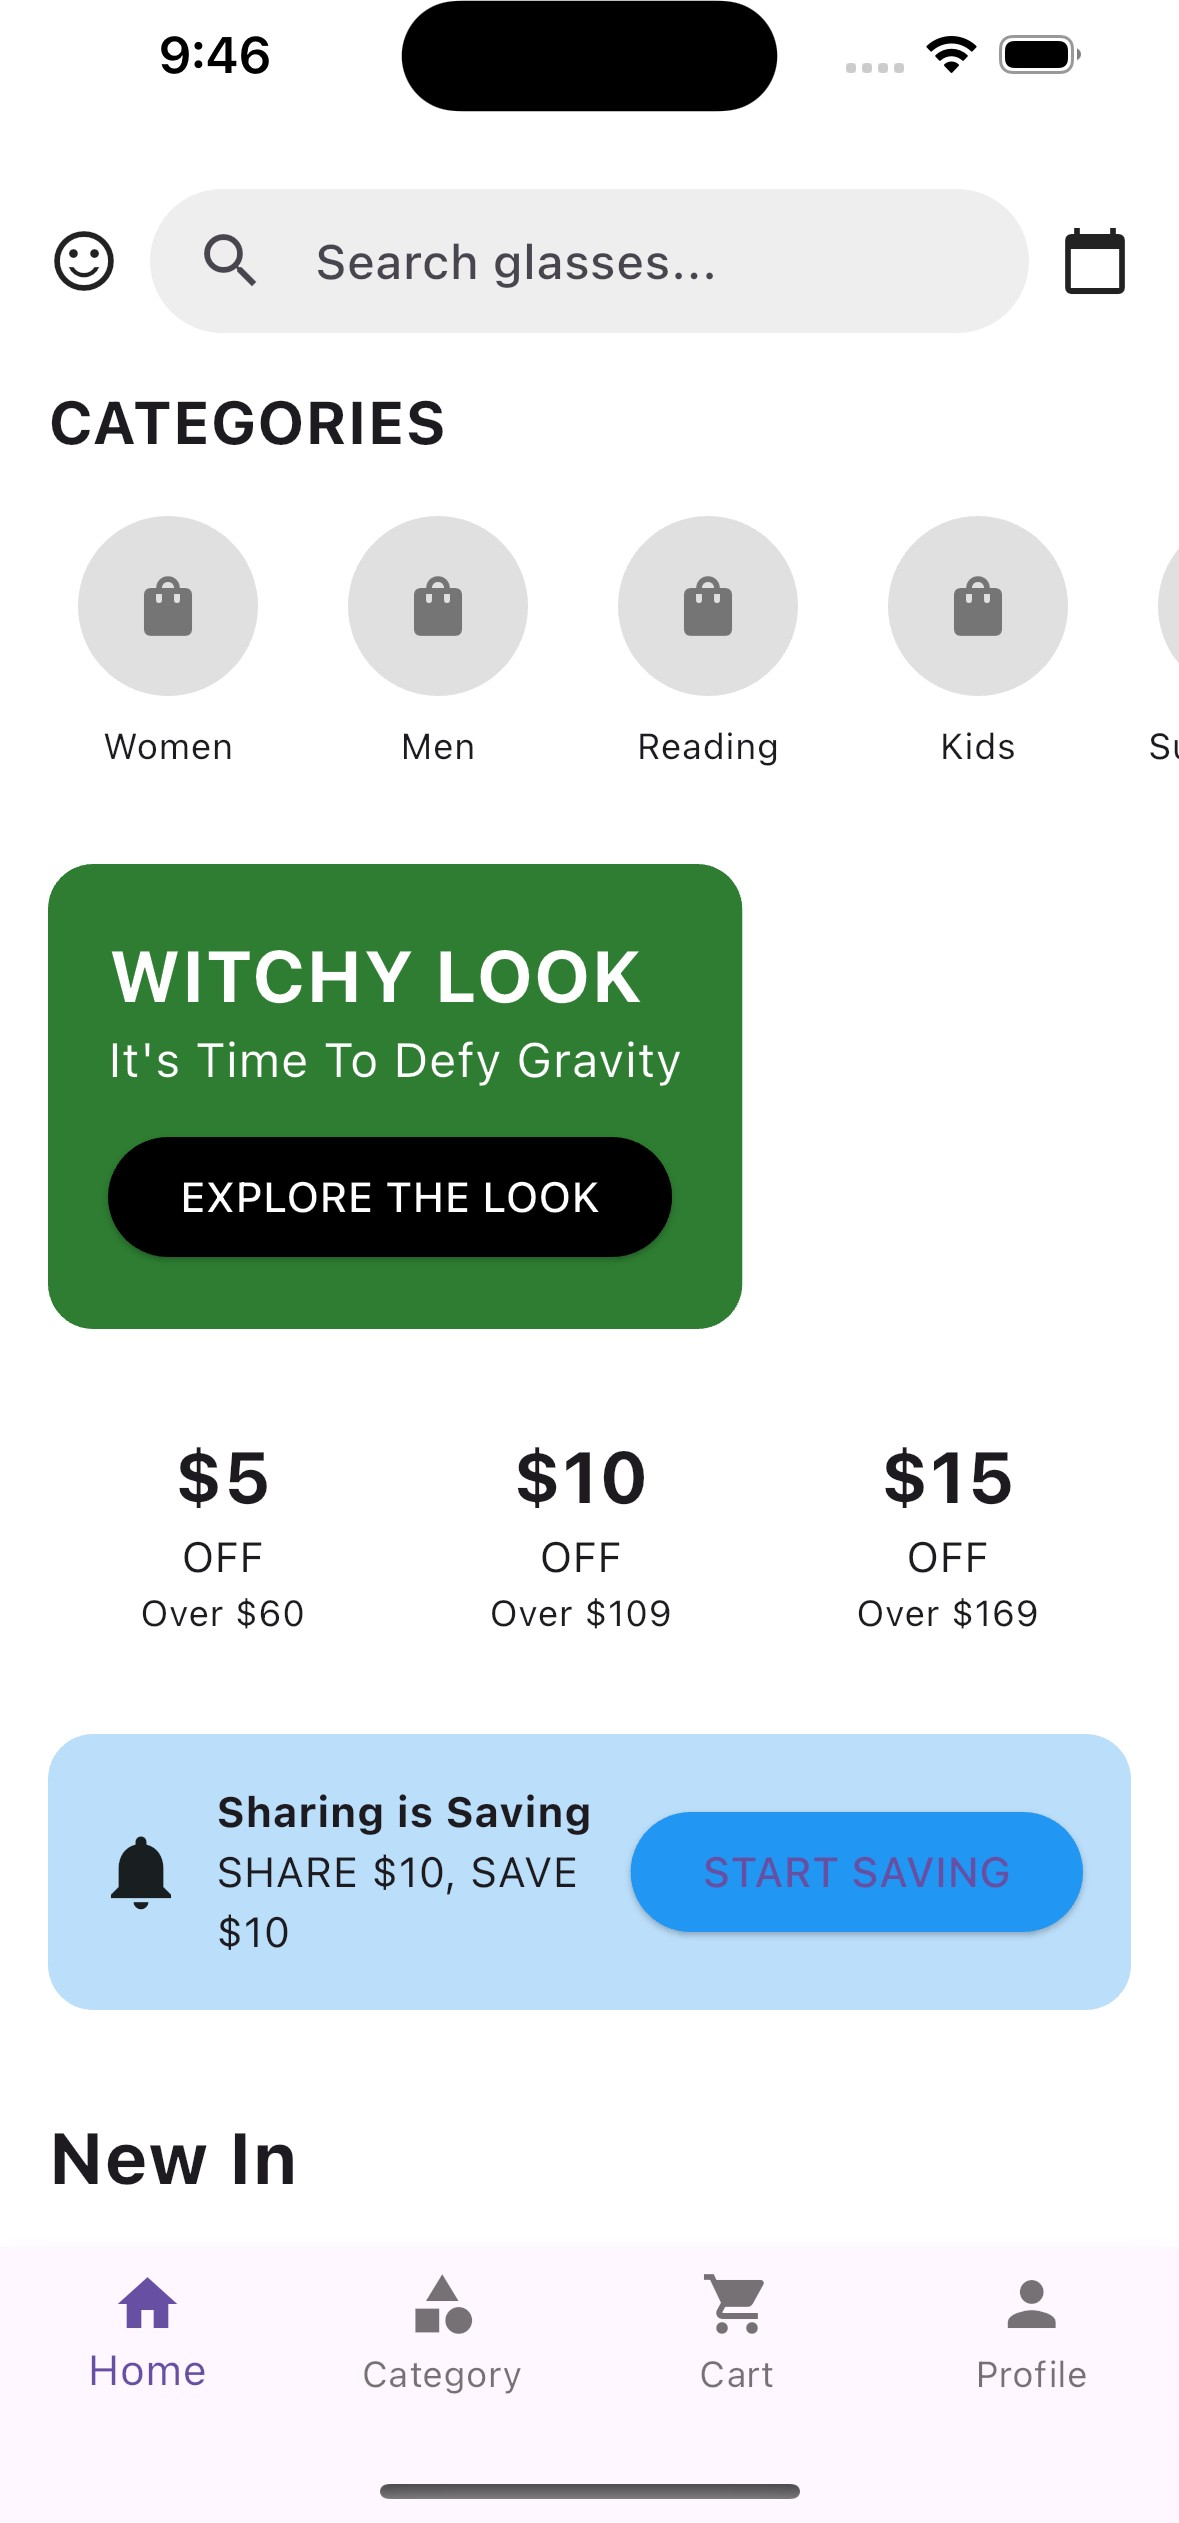 9:46
Search glasses...
CATEGORIES
Women
Men
Reading
Kids
Su
WITCHY LOOK
It's Time To Defy Gravity
EXPLORE THE LOOK
$5
$10
$15
OFF
OFF
OFF
Over $60
Over $109
Over $169
Sharing is Saving
SHARE $10, SAVE
$10
START SAVING
New In
Home
Category
Cart
Profile